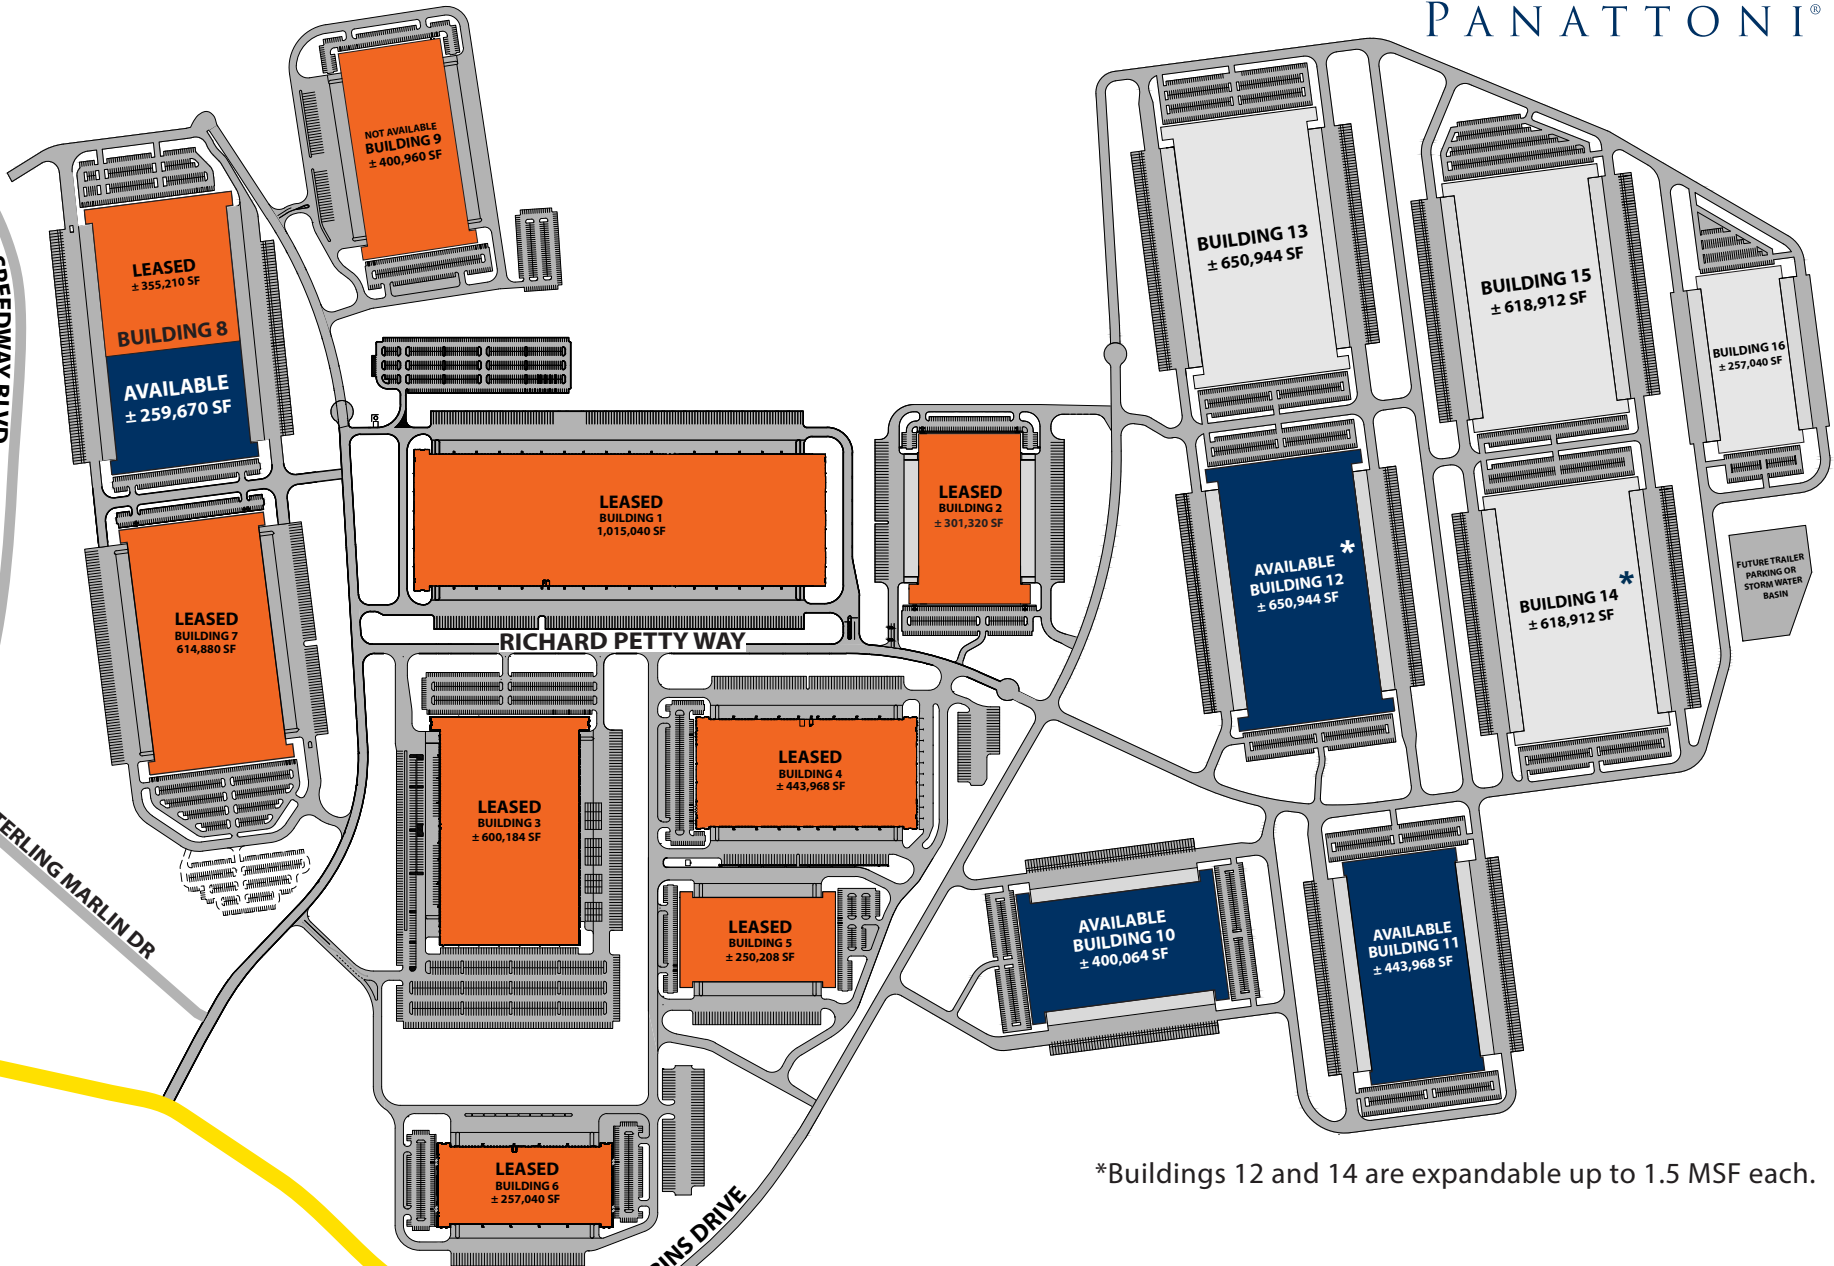 PANATTONI®
NOT AVAILABLE
BUILDING 9
± 400,960 SF
LEASED
± 355,210 SF
BUILDING 8
AVAILABLE
± 259,670 SF
SPEEDWAY BLVD
LEASED
BUILDING 7
614,880 SF
LEASED
BUILDING 1
1,015,040 SF
LEASED
BUILDING 2
± 301,320 SF
RICHARD PETTY WAY
LEASED
BUILDING 3
± 600,184 SF
LEASED
BUILDING 4
± 443,968 SF
LEASED
BUILDING 5
± 250,208 SF
LEASED
BUILDING 6
± 257,040 SF
TERLING MARLIN DR
BINS DRIVE
BUILDING 13
± 650,944 SF
BUILDING 15
± 618,912 SF
BUILDING 16
± 257,040 SF
AVAILABLE *
BUILDING 12
± 650,944 SF
*
BUILDING 14
± 618,912 SF
FUTURE TRAILER
PARKING OR
STORM WATER
BASIN
AVAILABLE
BUILDING 10
± 400,064 SF
AVAILABLE
BUILDING 11
± 443,968 SF
*Buildings 12 and 14 are expandable up to 1.5 MSF each.